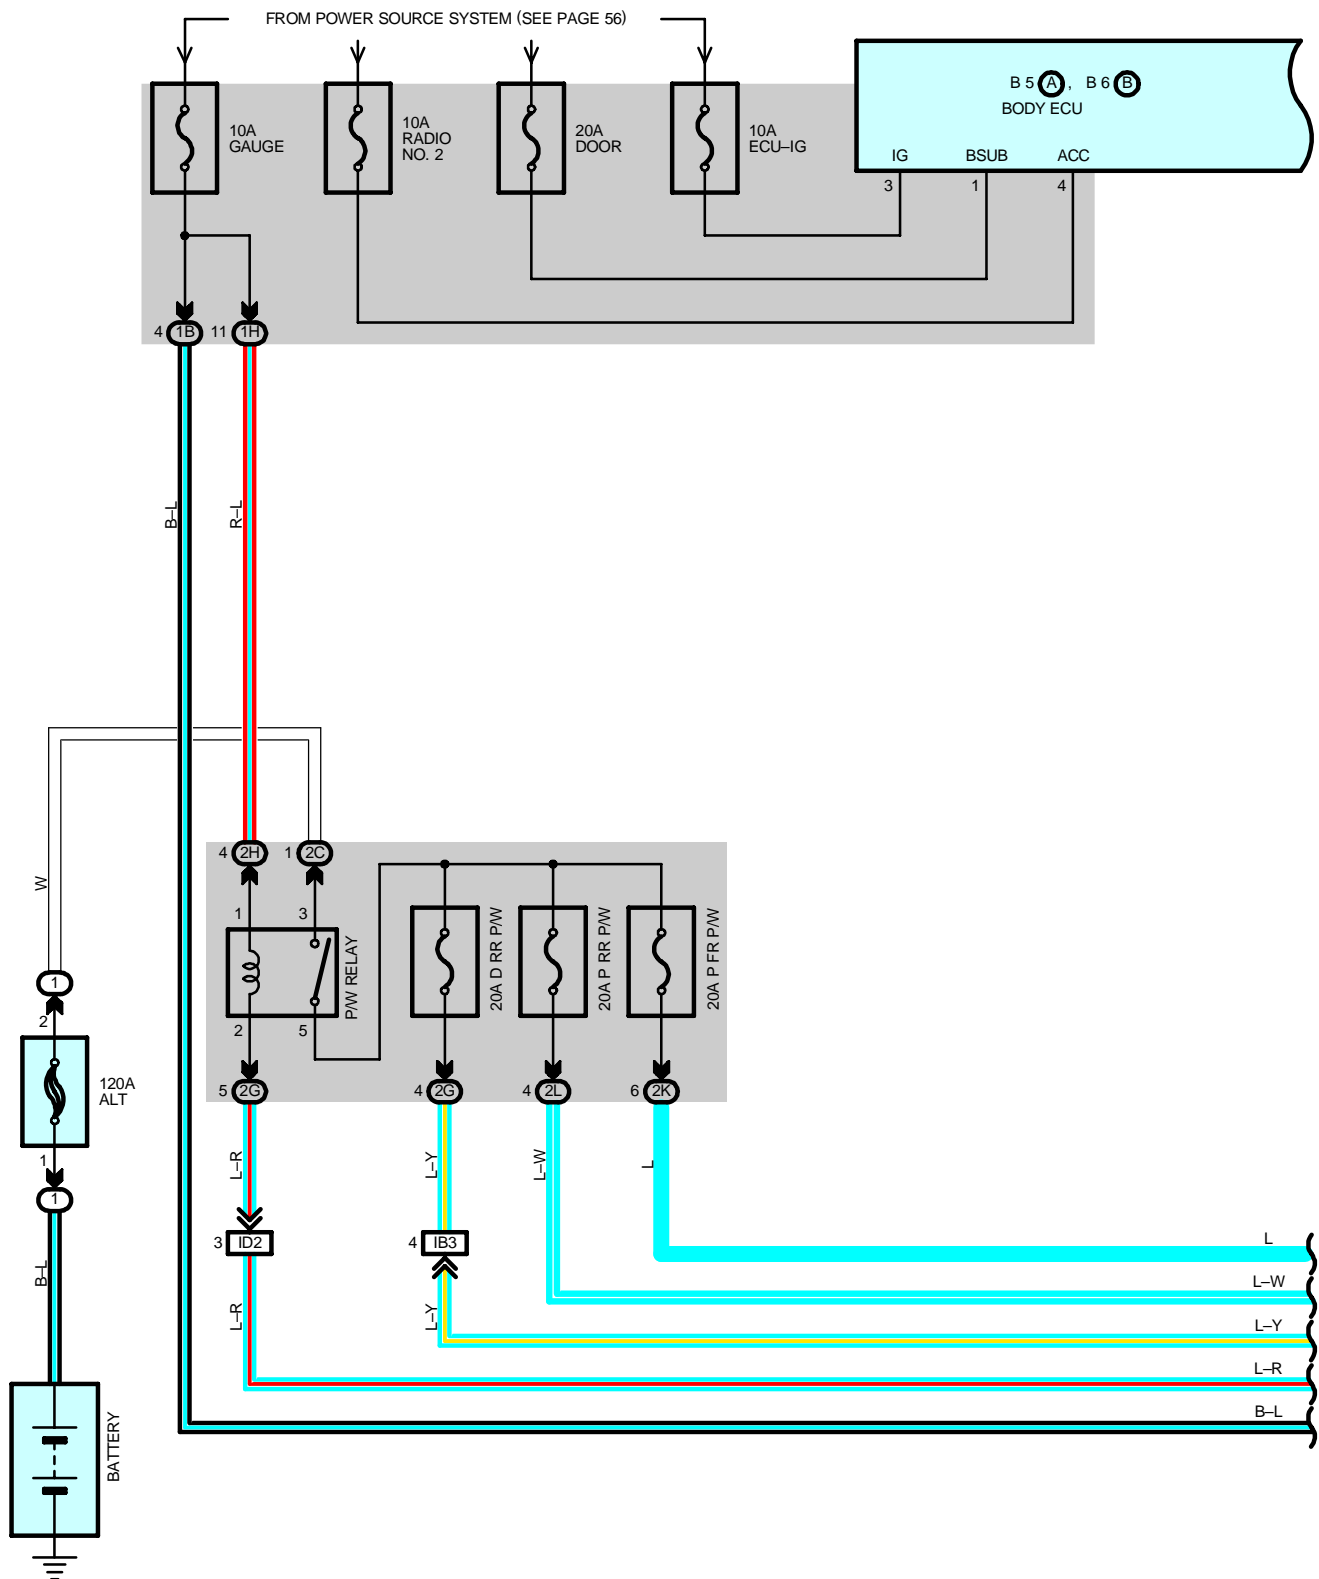 FROM POWER SOURCE SYSTEM (SEE PAGE 56)
B 5 A , B 6 B
BODY ECU
10A
GAUGE
10A
RADIO
NO. 2
20A
DOOR
10A
ECU–IG
IG BSUB ACC
3 1 4
4 1B 11 1H
B–L
R–L
W
4 2H 1 2C
1 3
P/W RELAY
20A D RR P/W
20A P RR P/W
20A P FR P/W
2 5
1
2
120A
ALT
1
1
5 2G 4 2G 4 2L 6 2K
L–R
L–Y
L–W
L
3 ID2 4 IB3
L–R
L–Y
B–L
L
L–W
L–Y
L–R
B–L
BATTERY